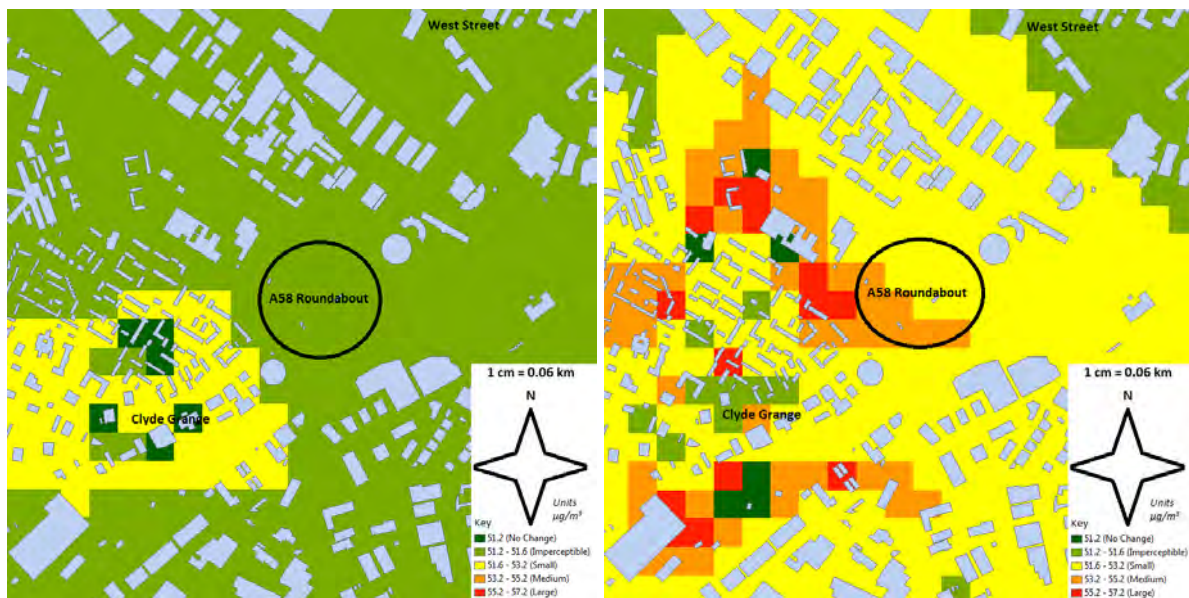 West Street
A58 Roundabout
Clyde Grange
1 cm = 0.06 km
N
Units
µg/m³
Key
51.2 (No Change)
51.2 - 51.6 (Imperceptible)
51.6 - 53.2 (Small)
53.2 - 55.2 (Medium)
55.2 - 57.2 (Large)
West Street
A58 Roundabout
Clyde Grange
1 cm = 0.06 km
N
Units
µg/m³
Key
51.2 (No Change)
51.2 - 51.6 (Imperceptible)
51.6 - 53.2 (Small)
53.2 - 55.2 (Medium)
55.2 - 57.2 (Large)